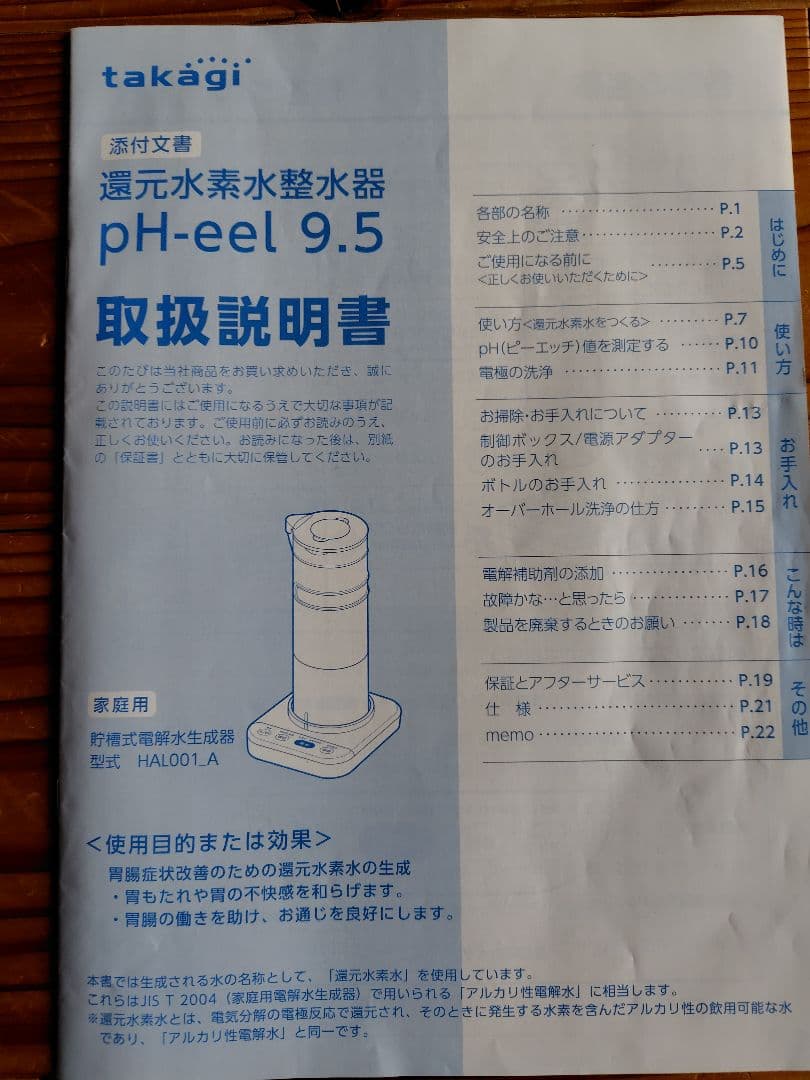 takagi
添付文書
還元水素水整水器
pH-eel 9.5
取扱説明書
このたびは当社商品をお買い求めいただき、誠に
ありがとうございます。
この説明書にはご使用になるうえで大切な事項が記
載されております。ご使用前に必ずお読みのうえ、
正しくお使いください。お読みになった後は、別紙
の「保証書」とともに大切に保管してください。
家庭用
貯槽式電解水生成器
型式 HAL001_A
<使用目的または効果>
胃腸症状改善のための還元水素水の生成
・胃もたれや胃の不快感を和らげます。
・胃腸の働きを助け、お通じを良好にします。
はじめに
各部の名称 ························ P.1
安全上のご注意 ····················· P.2
ご使用になる前に
<正しくお使いいただくために> ·········· P.5
使い方
使い方<還元水素水をつくる> ········· P.7
pH(ピーエッチ)値を測定する ······ P.10
電極の洗浄 ························ P.11
お手入れ
お掃除・お手入れについて ··········· P.13
制御ボックス/電源アダプター
のお手入れ ···· P.13
ボトルのお手入れ ················· P.14
オーバーホール洗浄の仕方 ········· P.15
こんな時は
電解補助剤の添加 ·················· P.16
故障かな…と思ったら ··············· P.17
製品を廃棄するときのお願い ······· P.18
その他
保証とアフターサービス ············ P.19
仕 様 ···························· P.21
memo ···························· P.22
本書では生成される水の名称として、「還元水素水」を使用しています。
これらはJIS T 2004(家庭用電解水生成器)で用いられる「アルカリ性電解水」に相当します。
※還元水素水とは、電気分解の電極反応で還元され、そのときに発生する水素を含んだアルカリ性の飲用可能な水
であり、「アルカリ性電解水」と同一です。